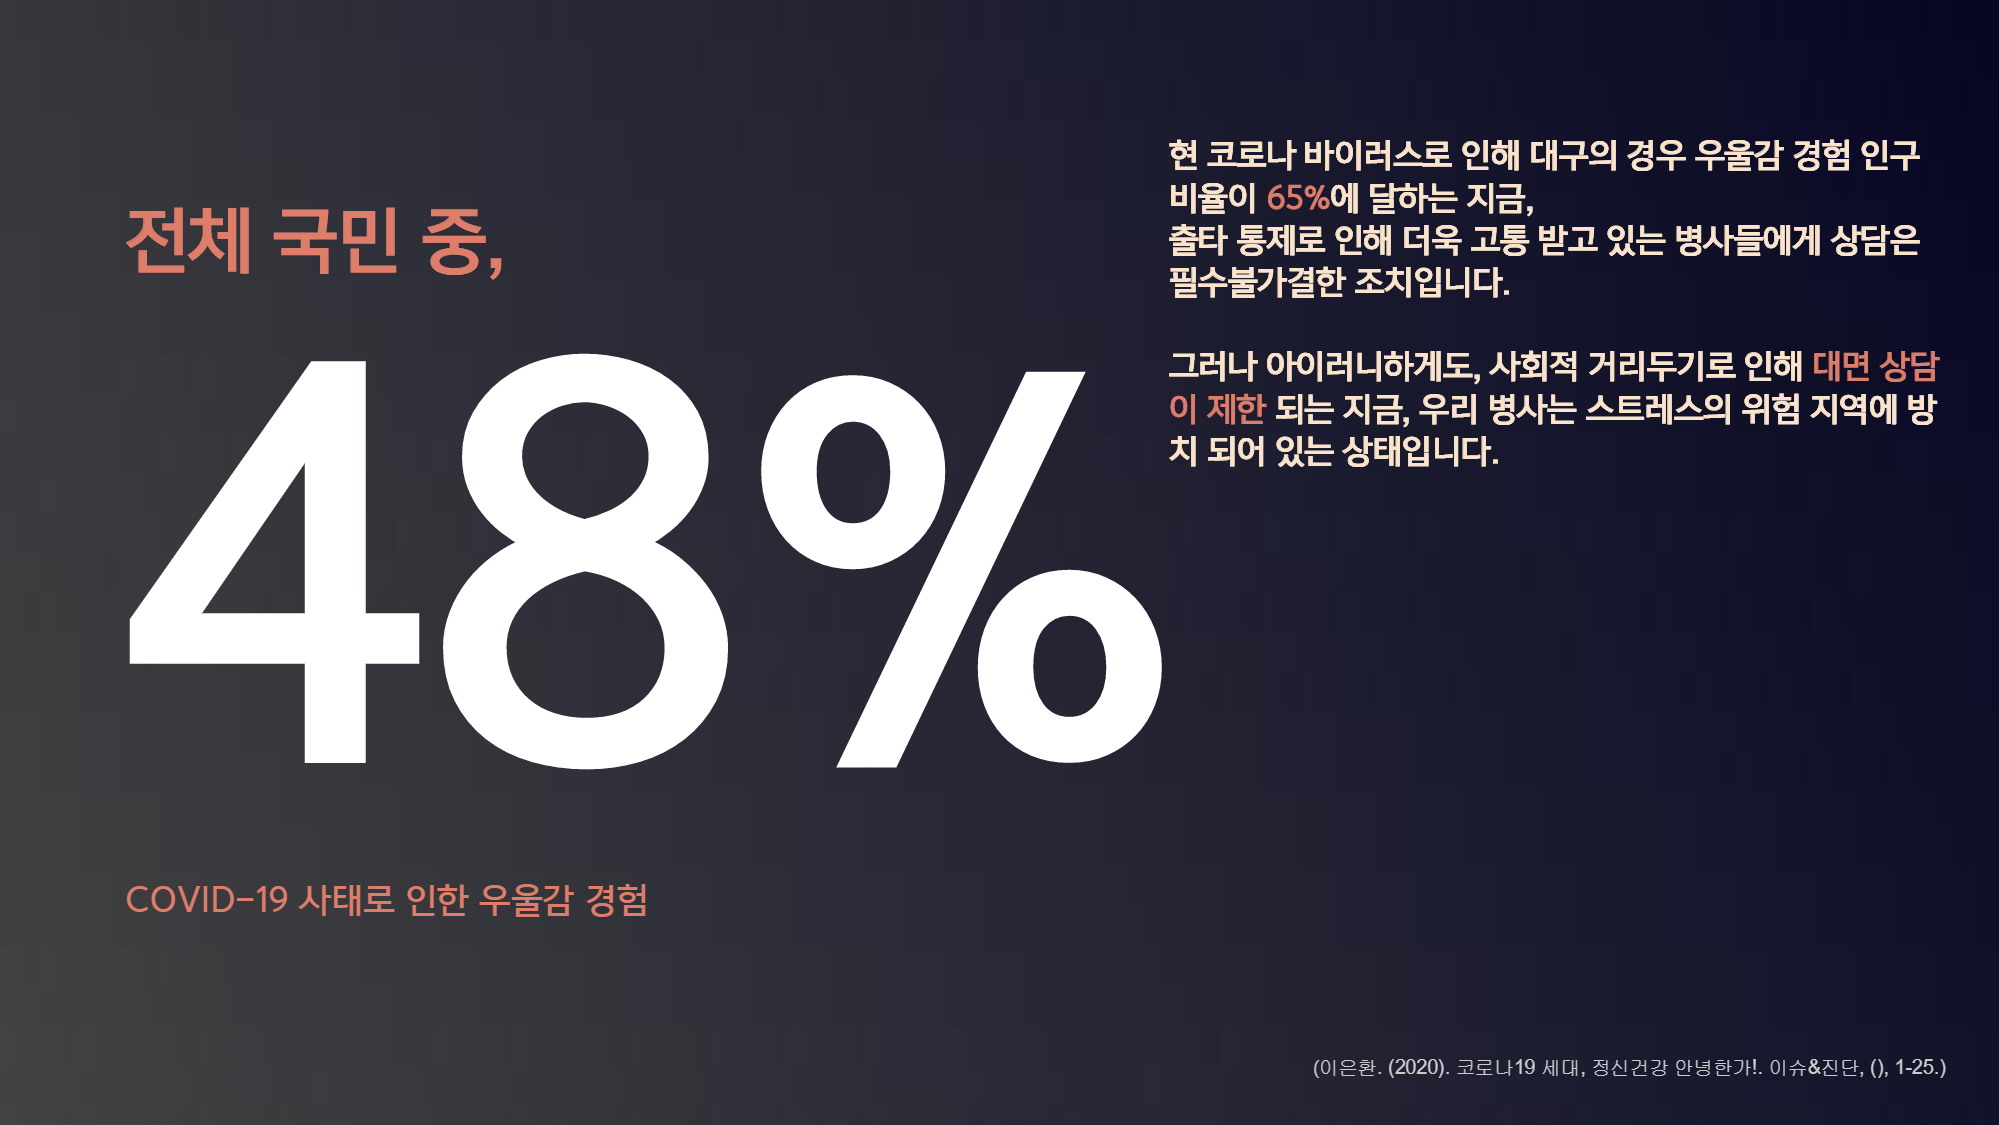 전체 국민 중,
48%
COVID-19 사태로 인한 우울감 경험
현 코로나 바이러스로 인해 대구의 경우 우울감 경험 인구
비율이 65%에 달하는 지금,
출타 통제로 인해 더욱 고통 받고 있는 병사들에게 상담은
필수불가결한 조치입니다.
그러나 아이러니하게도, 사회적 거리두기로 인해 대면 상담
이 제한 되는 지금, 우리 병사는 스트레스의 위험 지역에 방
치 되어 있는 상태입니다.
(이은환. (2020). 코로나19 세대, 정신건강 안녕한가!. 이슈&진단, (), 1-25.)